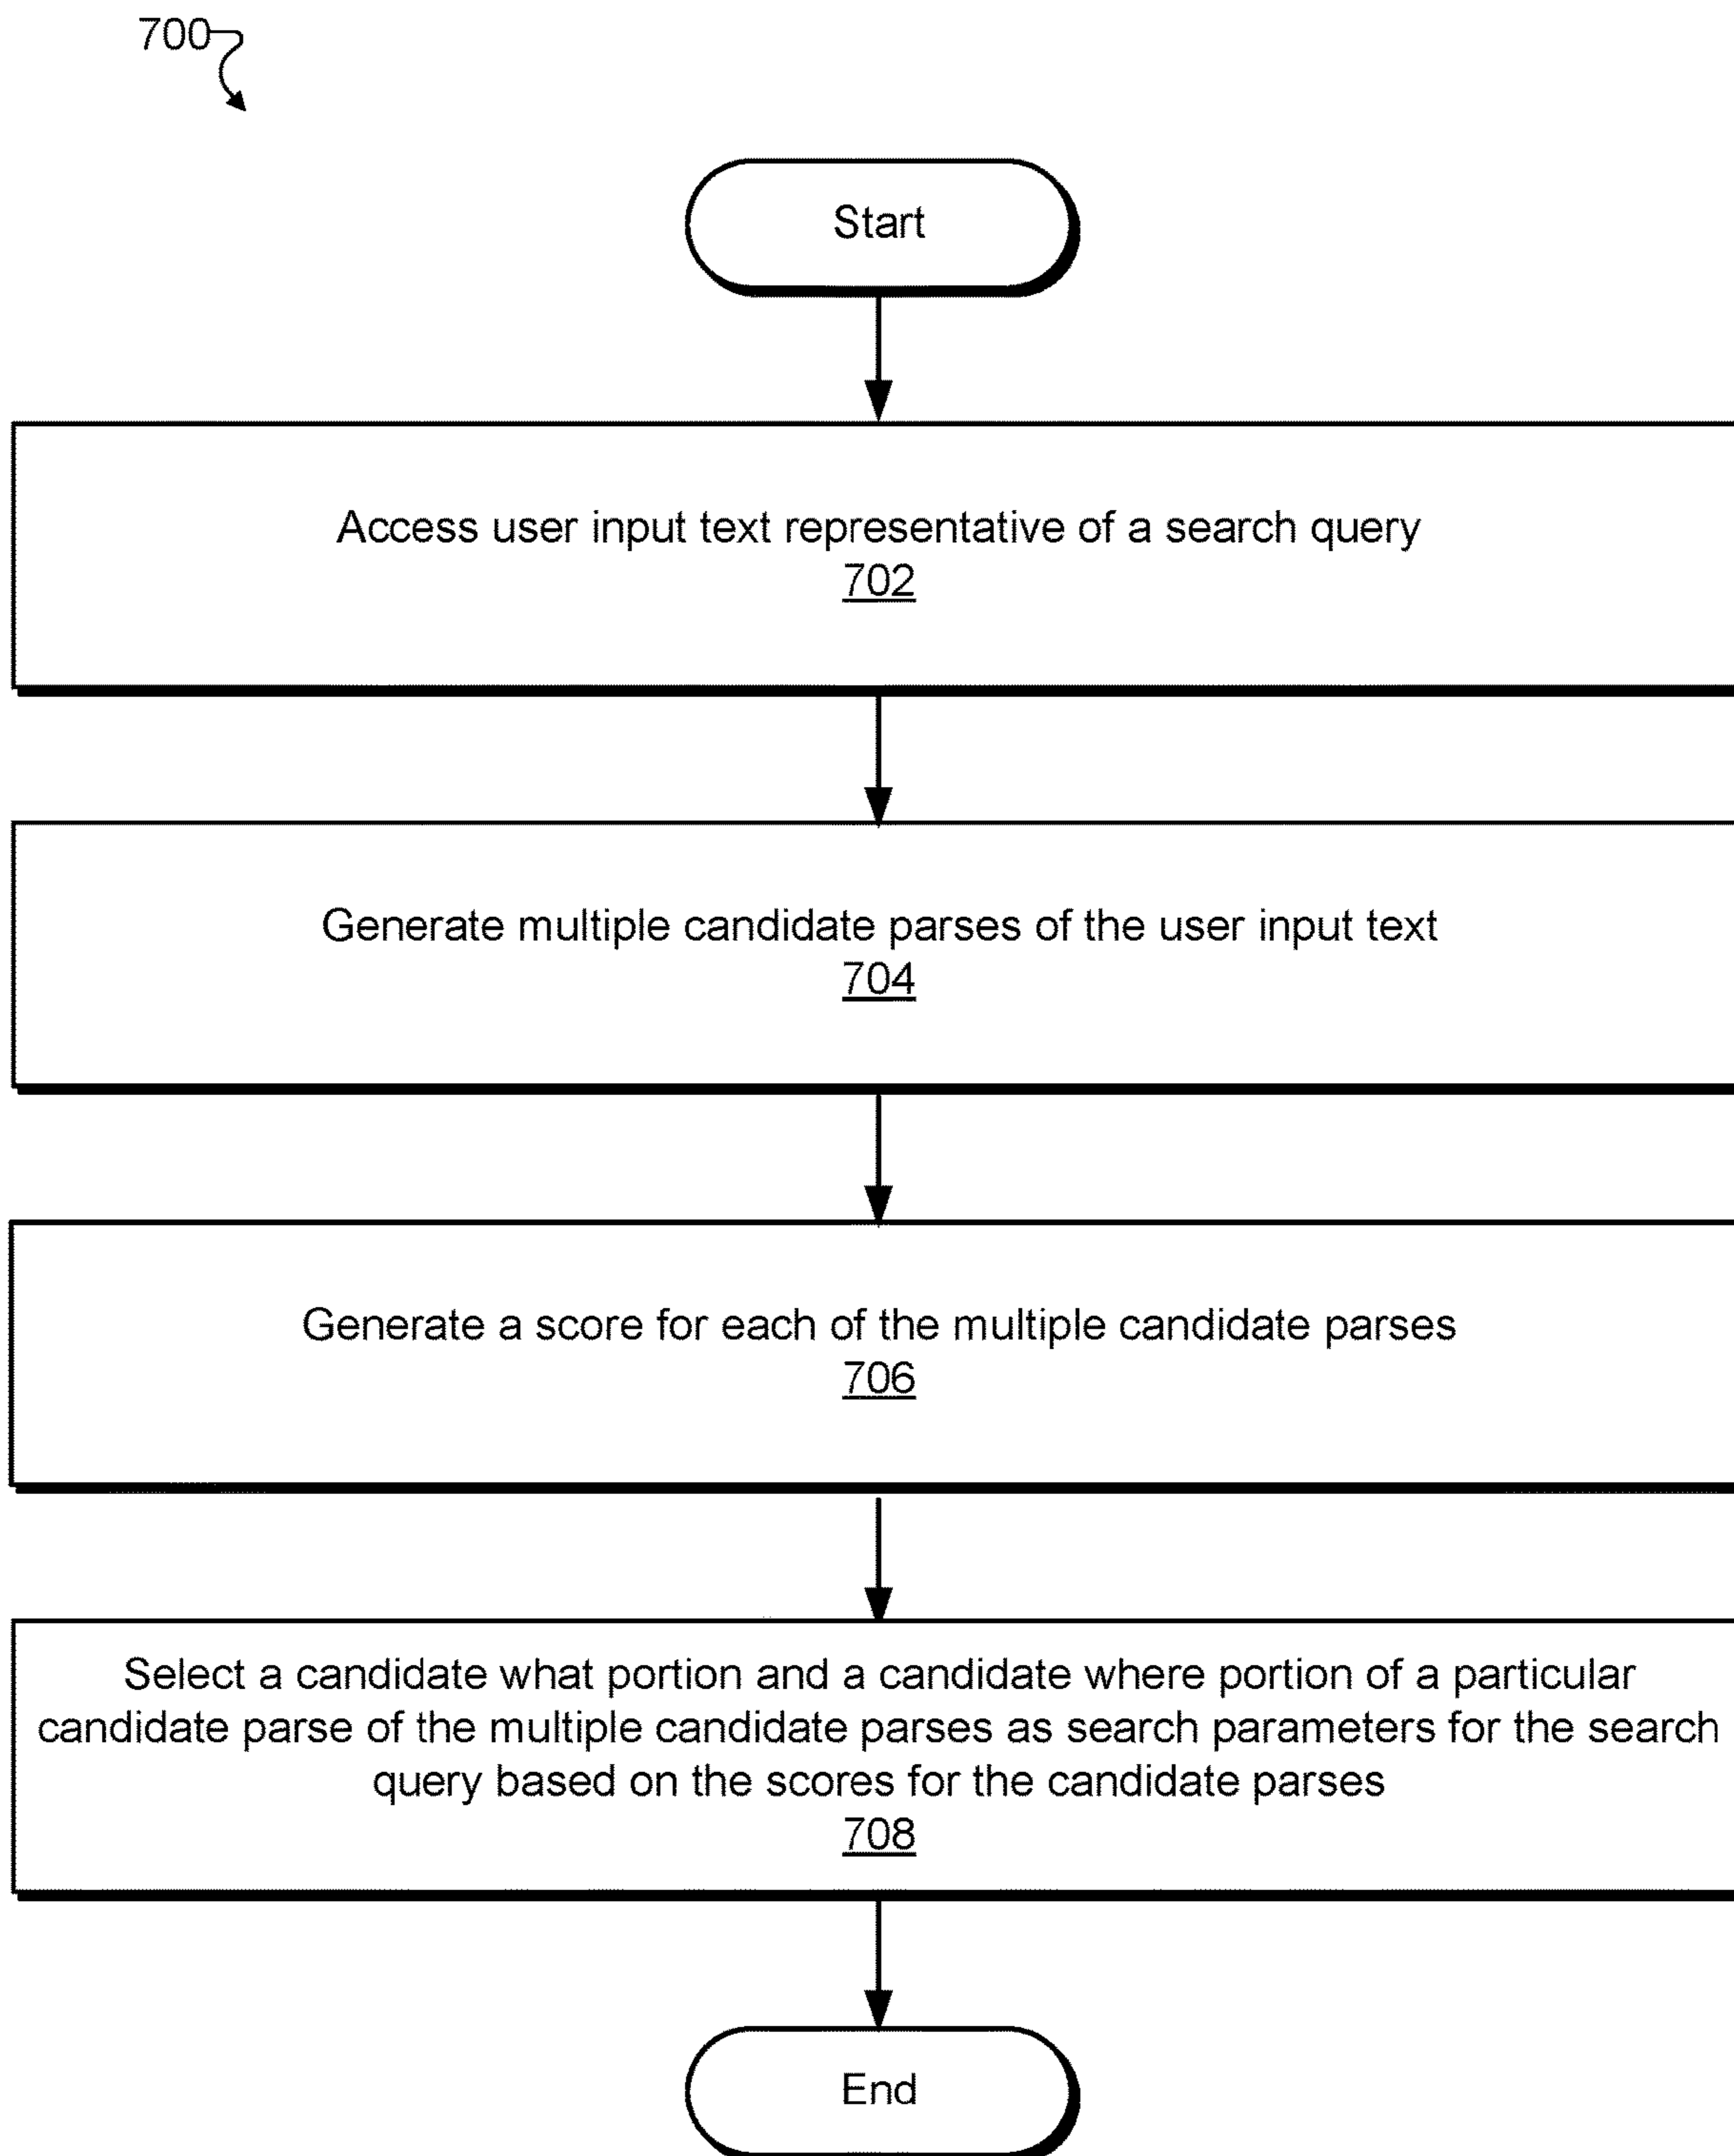 700
Start
Access user input text representative of a search query
702
Generate multiple candidate parses of the user input text
704
Generate a score for each of the multiple candidate parses
706
Select a candidate what portion and a candidate where portion of a particular
candidate parse of the multiple candidate parses as search parameters for the search
query based on the scores for the candidate parses
708
End